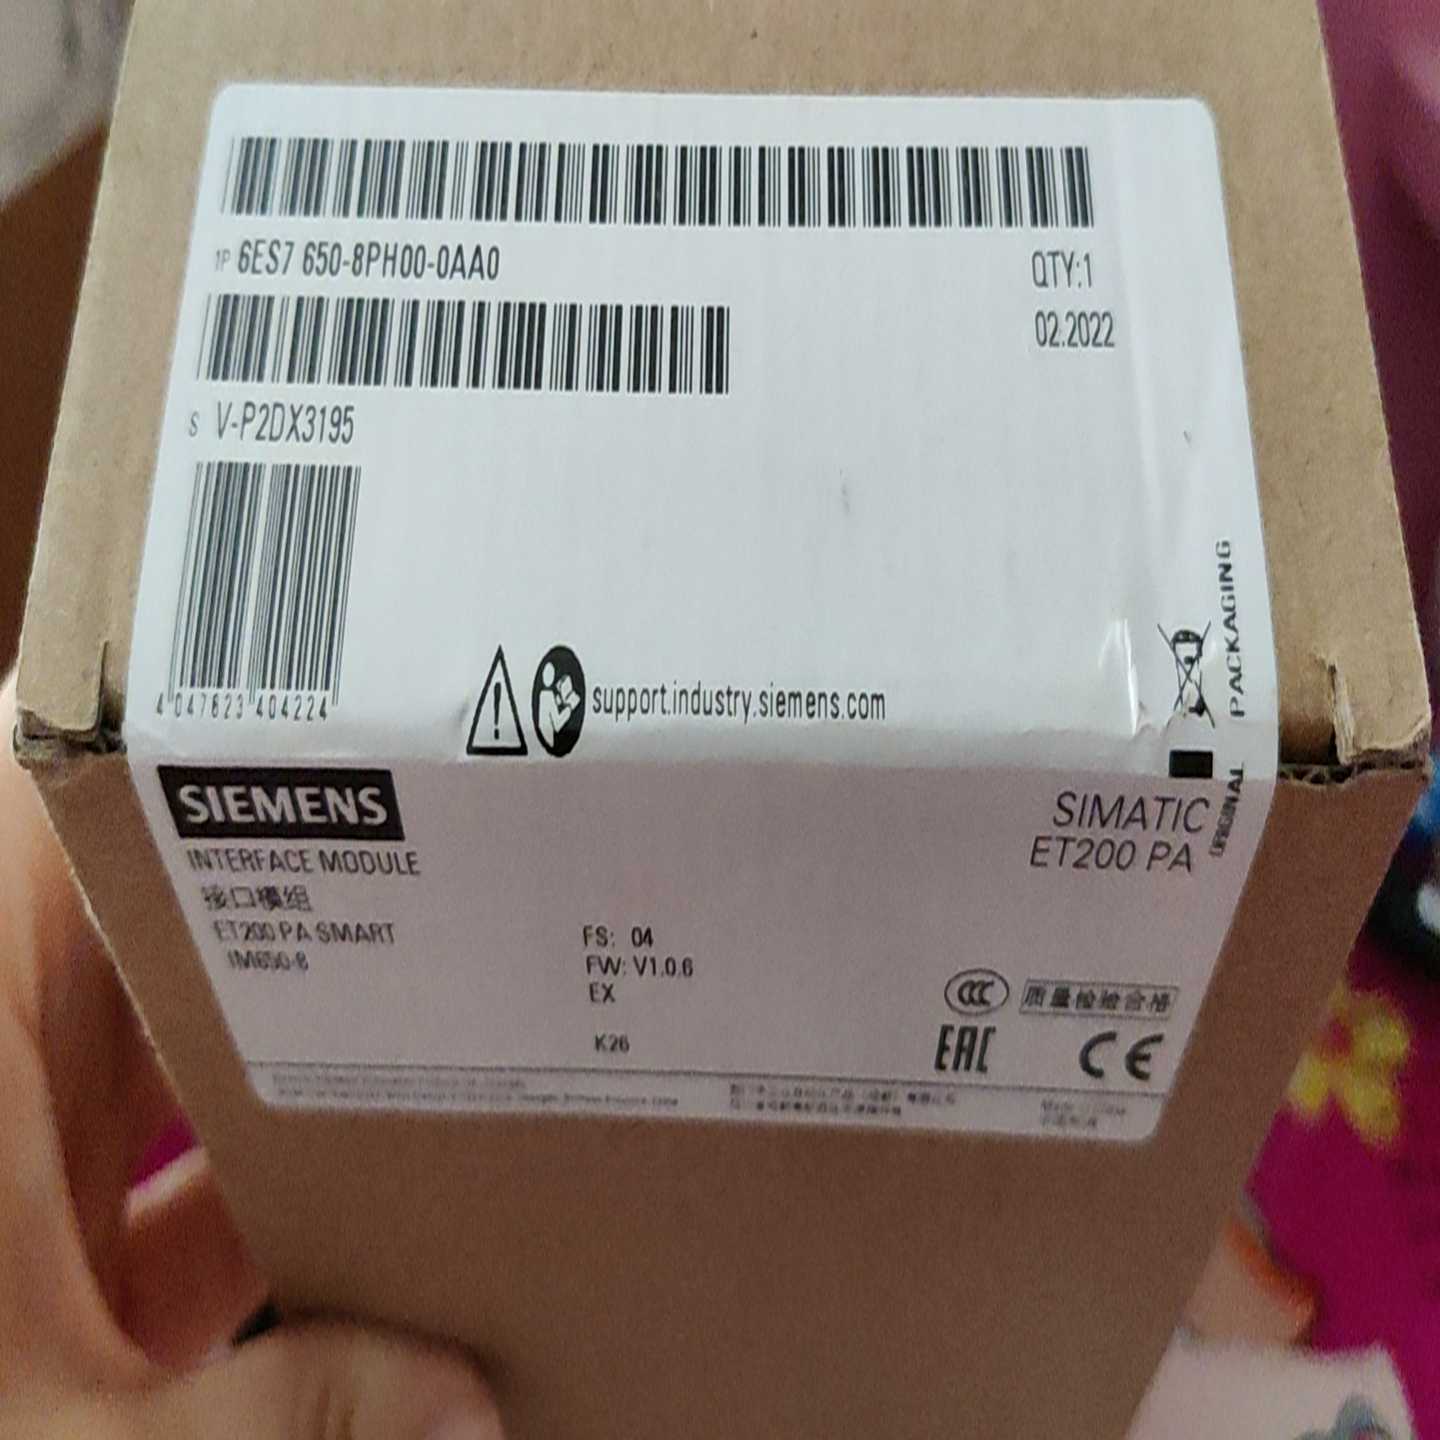 1P 6ES7 650-8PH00-0AA0
QTY:1
02.2022
S V-P2DX3195
4 047623 404224
support.industry.siemens.com
ORIGINAL PACKAGING
SIEMENS
SIMATIC
ET200 PA
INTERFACE MODULE
接口模组
ET200 PA SMART
IM650-8
FS: 04
FW: V1.0.6
EX
K26
CCC
质量检验合格
EAC
CE